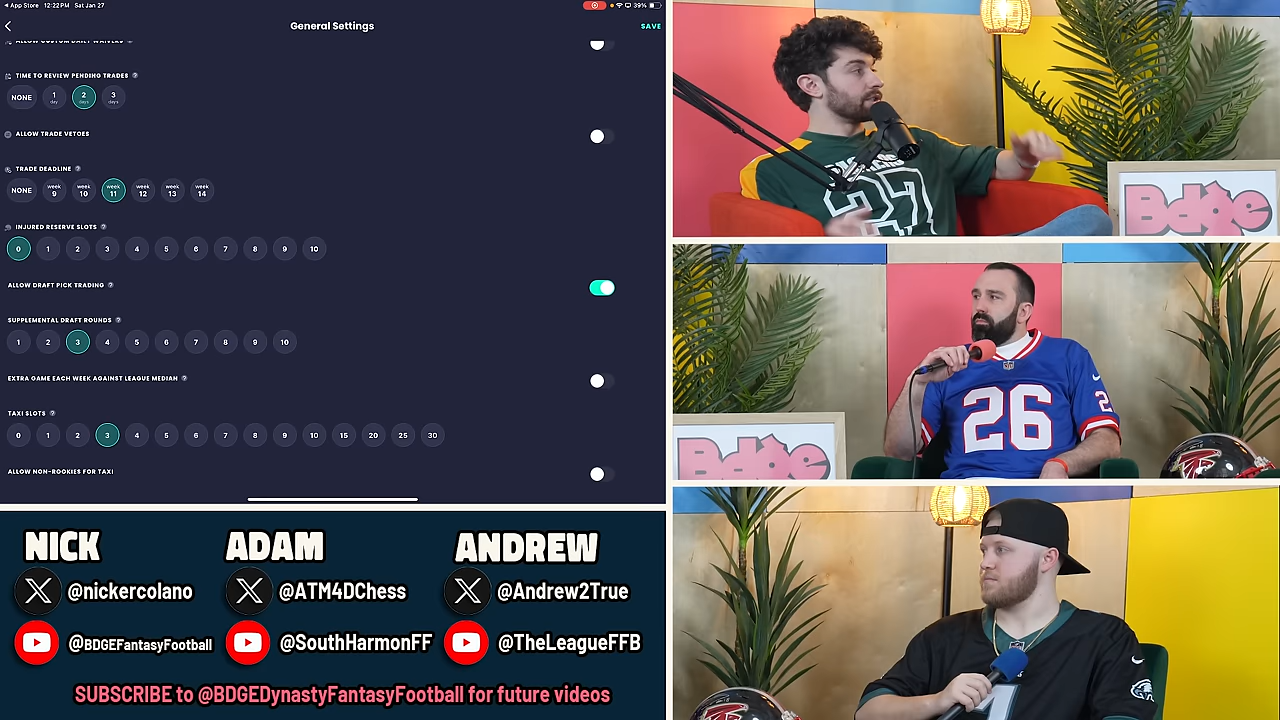 App Store 12:22 PM Sat Jan 27
39%
General Settings
SAVE
ALLOW CUSTOM DAILY WAIVERS ?
TIME TO REVIEW PENDING TRADES ?
NONE 1 day 2 days 3 days
ALLOW TRADE VETOES
TRADE DEADLINE ?
NONE week 9 week 10 week 11 week 12 week 13 week 14
INJURED RESERVE SLOTS ?
0 1 2 3 4 5 6 7 8 9 10
ALLOW DRAFT PICK TRADING ?
SUPPLEMENTAL DRAFT ROUNDS ?
1 2 3 4 5 6 7 8 9 10
EXTRA GAME EACH WEEK AGAINST LEAGUE MEDIAN ?
TAXI SLOTS ?
0 1 2 3 4 5 6 7 8 9 10 15 20 25 30
ALLOW NON-ROOKIES FOR TAXI
NICK ADAM ANDREW
@nickercolano @ATM4DChess @Andrew2True
@BDGEFantasyFootball @SouthHarmonFF @TheLeagueFFB
SUBSCRIBE to @BDGEDynastyFantasyFootball for future videos
27
Bdge
26
2
Bdge